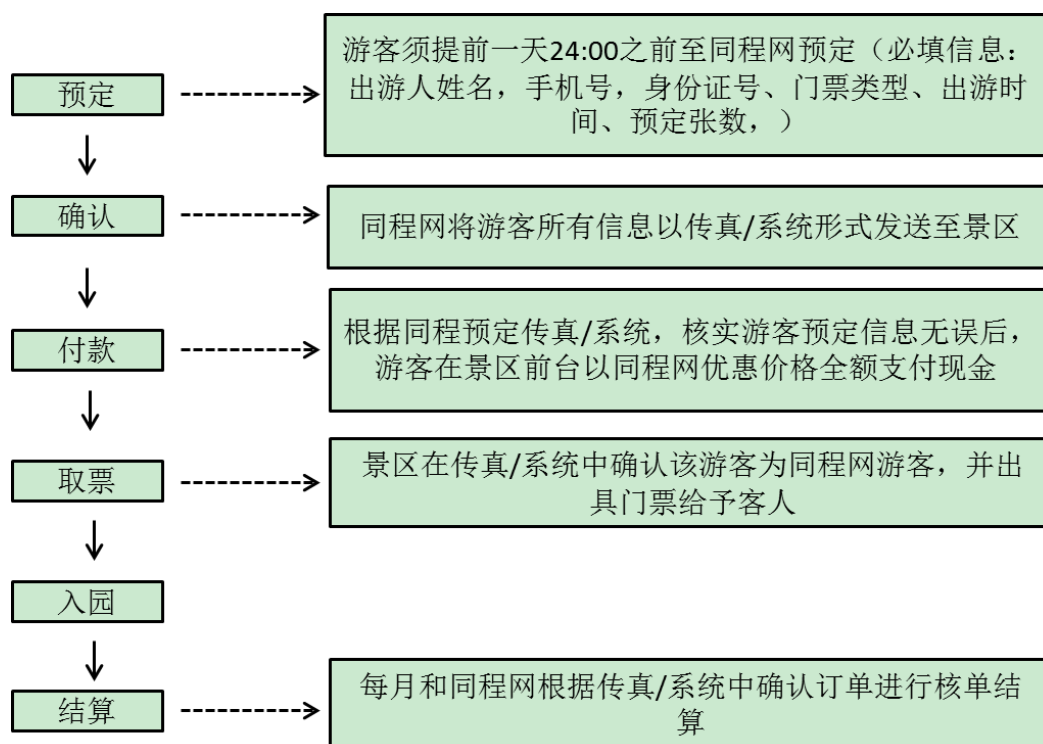 预定
游客须提前一天24:00之前至同程网预定（必填信息：
出游人姓名，手机号，身份证号、门票类型、出游时
间、预定张数，）
确认
同程网将游客所有信息以传真/系统形式发送至景区
付款
根据同程预定传真/系统，核实游客预定信息无误后，
游客在景区前台以同程网优惠价格全额支付现金
取票
景区在传真/系统中确认该游客为同程网游客，并出
具门票给予客人
入园
结算
每月和同程网根据传真/系统中确认订单进行核单结
算